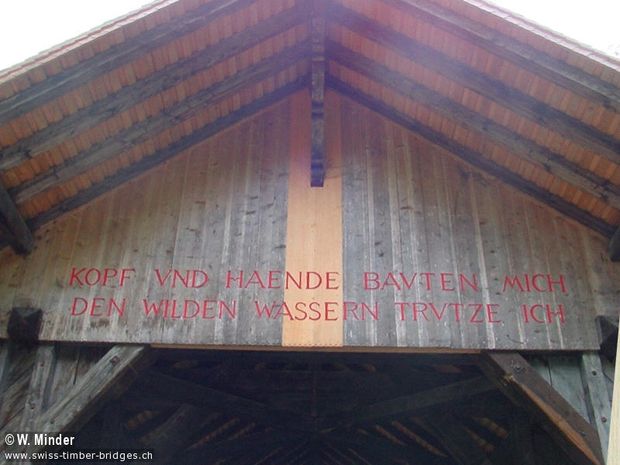 KOPF VND HAENDE BAVTEN MICH
DEN WILDEN WASSERN TRVTZE ICH
© W. Minder
www.swiss-timber-bridges.ch